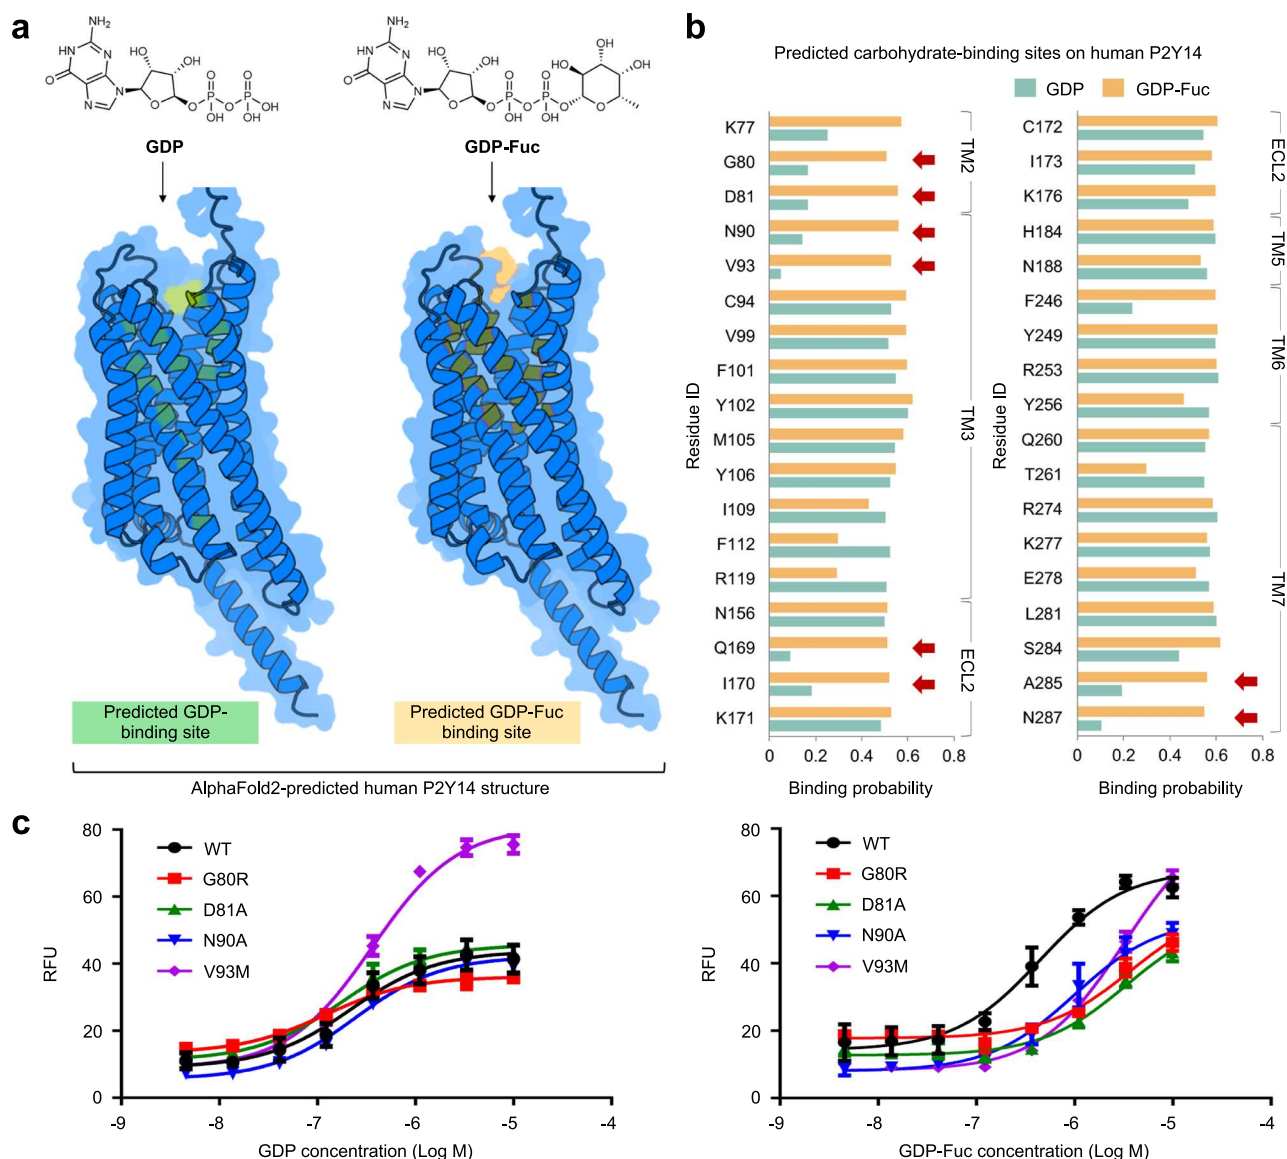 a
NH₂
HN
N
O
N
N
HO
OH
O
O
O
O
P
P
OH
OH
OH
GDP
NH₂
HN
N
O
N
N
HO
OH
O
O
O
O
P
P
O
OH
OH
O
OH
HO
OH
GDP-Fuc
Predicted GDP-
binding site
Predicted GDP-Fuc
binding site
AlphaFold2-predicted human P2Y14 structure
b
Predicted carbohydrate-binding sites on human P2Y14
GDP
GDP-Fuc
Residue ID
K77
G80
D81
N90
V93
C94
V99
F101
Y102
M105
Y106
I109
F112
R119
N156
Q169
I170
K171
TM2
TM3
ECL2
0 0.2 0.4 0.6 0.8
Binding probability
Residue ID
C172
I173
K176
H184
N188
F246
Y249
R253
Y256
Q260
T261
R274
K277
E278
L281
S284
A285
N287
ECL2
TM5
TM6
TM7
0 0.2 0.4 0.6 0.8
Binding probability
c
RFU
80
60
40
20
0
WT
G80R
D81A
N90A
V93M
-9 -8 -7 -6 -5 -4
GDP concentration (Log M)
RFU
80
60
40
20
0
WT
G80R
D81A
N90A
V93M
-9 -8 -7 -6 -5 -4
GDP-Fuc concentration (Log M)